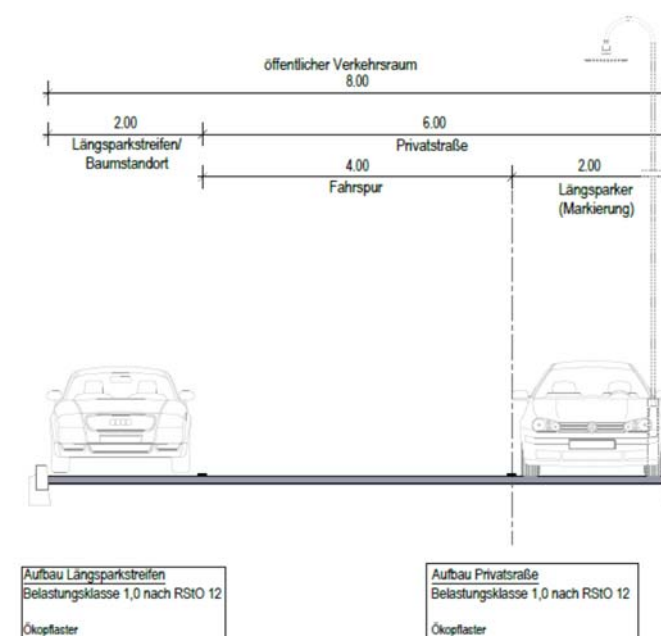 öffentlicher Verkehrsraum
8.00
2.00
6.00
Längsparkstreifen/
Baumstandort
Privatstraße
4.00
2.00
Fahrspur
Längsparker
(Markierung)
Aufbau Längsparkstreifen
Belastungsklasse 1,0 nach RStO 12
Ökopflaster
Aufbau Privatsraße
Belastungsklasse 1,0 nach RStO 12
Ökopflaster